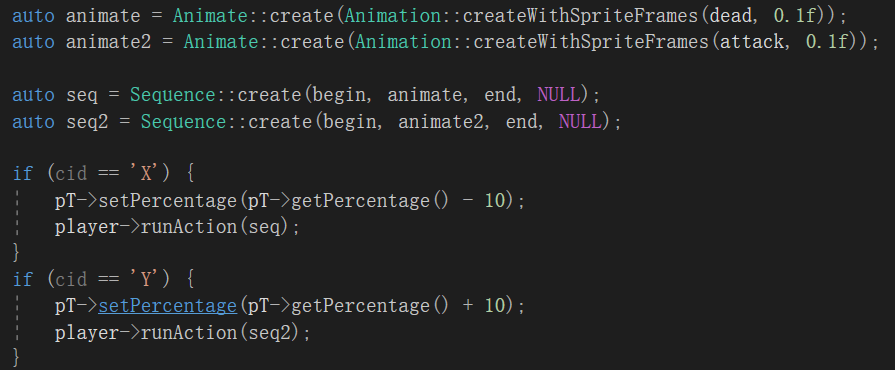 auto animate = Animate::create(Animation::createWithSpriteFrames(dead, 0.1f));
auto animate2 = Animate::create(Animation::createWithSpriteFrames(attack, 0.1f));
auto seq = Sequence::create(begin, animate, end, NULL);
auto seq2 = Sequence::create(begin, animate2, end, NULL);
if (cid == 'X') {
pT->setPercentage(pT->getPercentage() - 10);
player->runAction(seq);
}
if (cid == 'Y') {
pT->setPercentage(pT->getPercentage() + 10);
player->runAction(seq2);
}